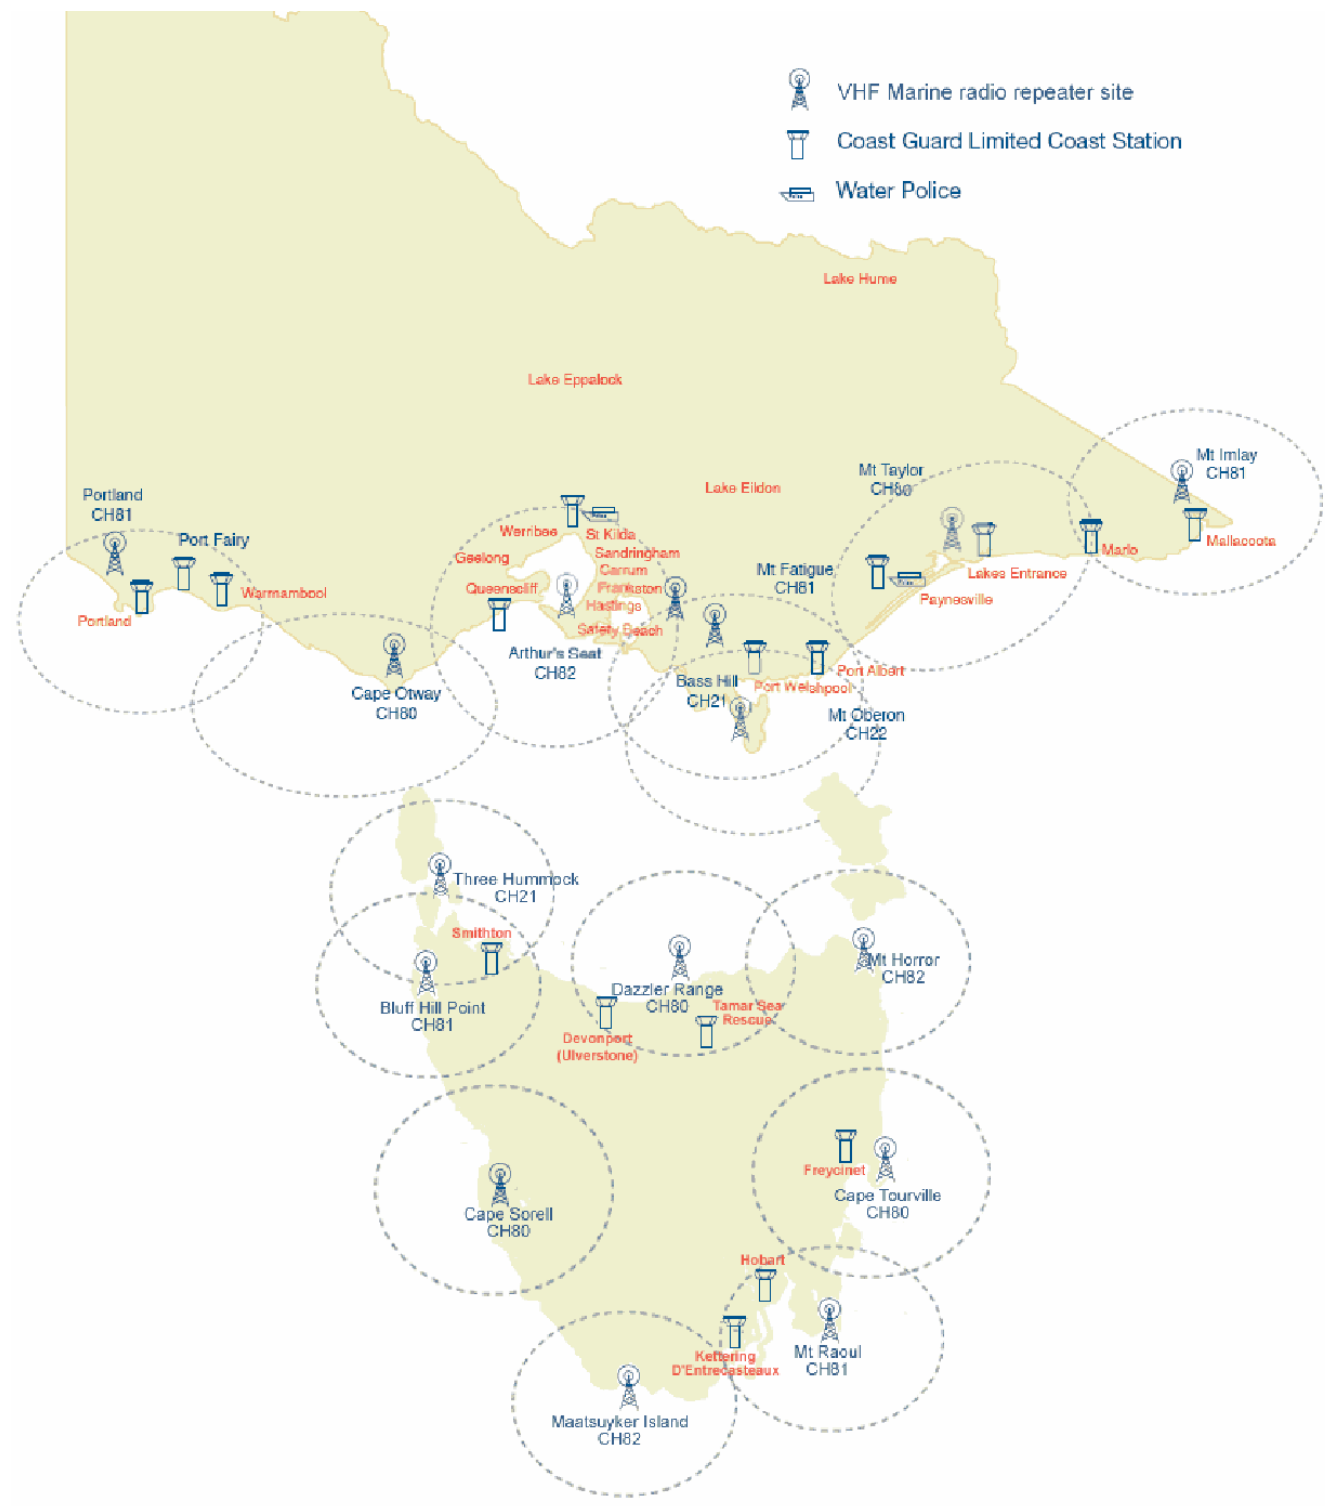 VHF Marine radio repeater site
Coast Guard Limited Coast Station
Water Police
Lake Hume
Lake Eppalock
Mt Imlay
CH81
Mt Taylor
CH80
Lake Eildon
Portland
CH81
Port Fairy
Werribee
St Kilda
Mallacoota
Marlo
Sandringham
Geelong
Carrum
Mt Fatigue
CH81
Lakes Entrance
Queenscliff
Frankston
Warrnambool
Paynesville
Hastings
Portland
Safety Beach
Arthur's Seat
CH82
Port Albert
Bass Hill
CH21
Port Welshpool
Cape Otway
CH80
Mt Oberon
CH22
Three Hummock
CH21
Smithton
Mt Horror
CH82
Dazzler Range
CH80
Bluff Hill Point
CH81
Tamar Sea
Rescue
Devonport
(Ulverstone)
Freycinet
Cape Tourville
CH80
Cape Sorell
CH80
Hobart
Mt Raoul
CH81
Kettering
D'Entrecasteaux
Maatsuyker Island
CH82